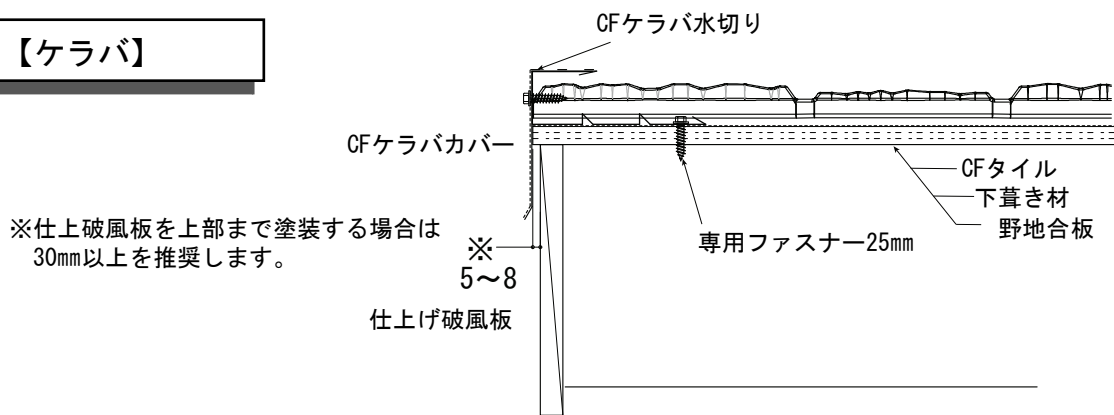 【ケラバ】
CFケラバ水切り
CFケラバカバー
CFタイル
下葺き材
野地合板
※仕上破風板を上部まで塗装する場合は
30mm以上を推奨します。
専用ファスナー25mm
※
5〜8
仕上げ破風板